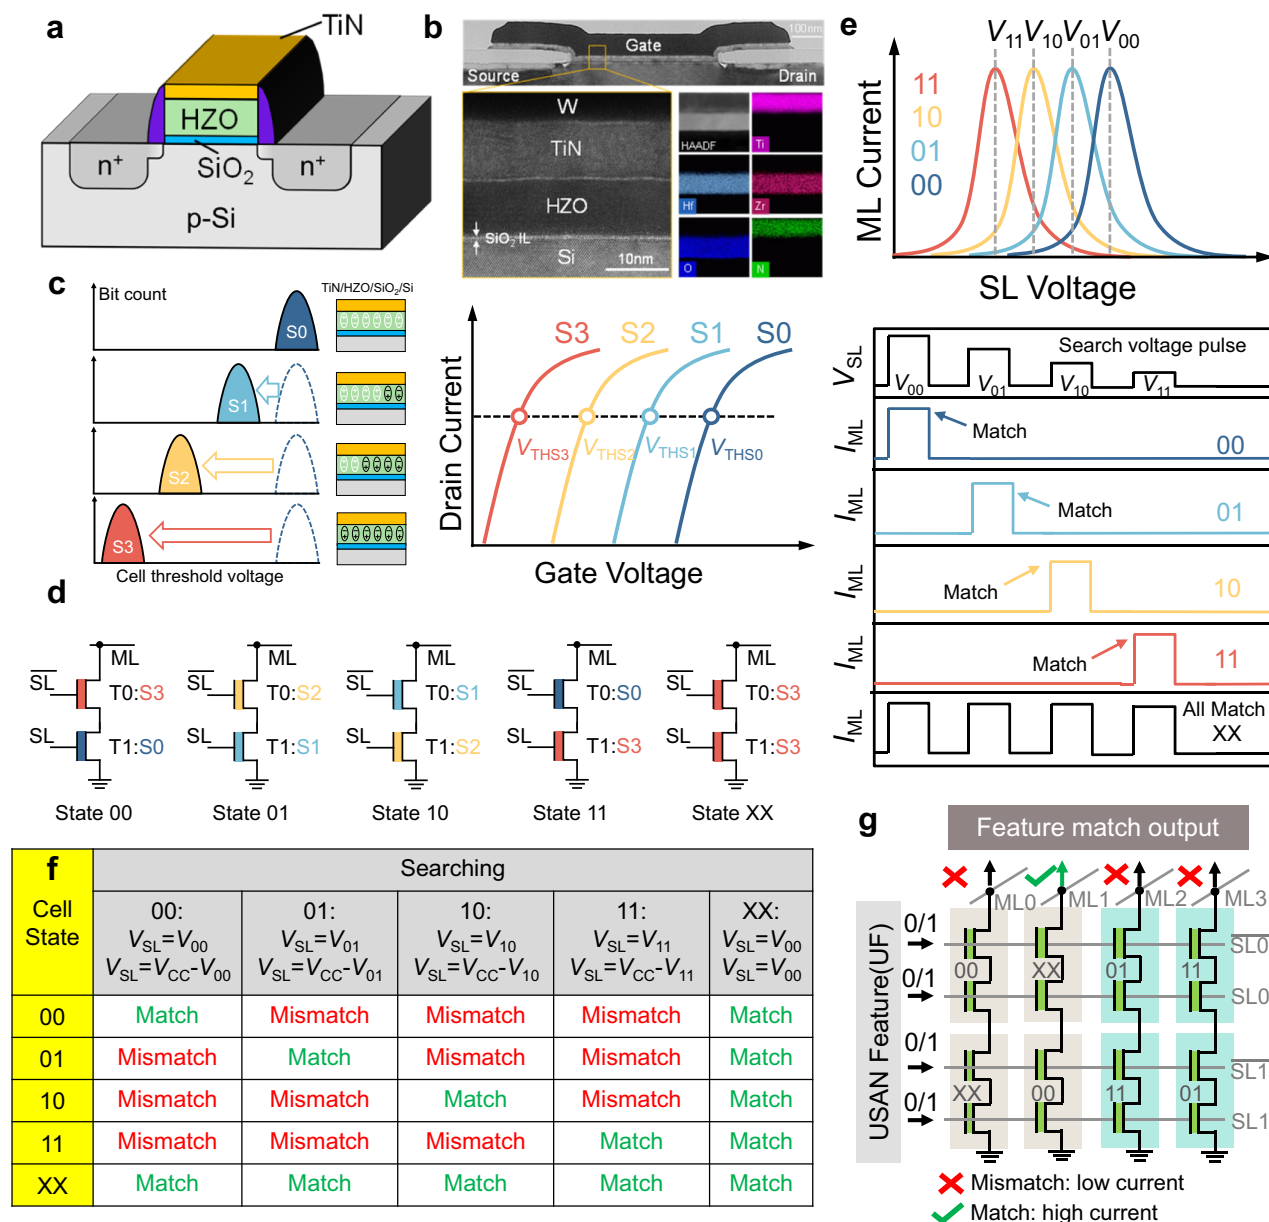 a
TiN
HZO
SiO2
n+
n+
p-Si
b
100nm
Gate
Source
Drain
W
TiN
HZO
SiO2 IL
Si
10nm
HAADF
Ti
Hf
Zr
O
N
c
Bit count
TiN/HZO/SiO2/Si
S0
S1
S2
S3
Cell threshold voltage
S3
S2
S1
S0
VTHS3
VTHS2
VTHS1
VTHS0
Drain Current
Gate Voltage
d
ML
SL
T0:S3
SL
T1:S0
State 00
ML
SL
T0:S2
SL
T1:S1
State 01
ML
SL
T0:S1
SL
T1:S2
State 10
ML
SL
T0:S0
SL
T1:S3
State 11
ML
SL
T0:S3
SL
T1:S3
State XX
e
V11 V10 V01 V00
11
10
01
00
ML Current
SL Voltage
VSL
Search voltage pulse
V00
V01
V10
V11
IML
Match
00
IML
Match
01
IML
Match
10
IML
Match
11
IML
All Match
XX
f
Cell
State
Searching
00:
VSL=V00
VSL=VCC-V00
01:
VSL=V01
VSL=VCC-V01
10:
VSL=V10
VSL=VCC-V10
11:
VSL=V11
VSL=VCC-V11
XX:
VSL=V00
VSL=V00
00 Match Mismatch Mismatch Mismatch Match
01 Mismatch Match Mismatch Mismatch Match
10 Mismatch Mismatch Match Mismatch Match
11 Mismatch Mismatch Mismatch Match Match
XX Match Match Match Match Match
g
Feature match output
ML0
ML1
ML2
ML3
USAN Feature(UF)
0/1
SL0
00
XX
01
11
0/1
SL0
0/1
SL1
XX
00
11
01
0/1
SL1
Mismatch: low current
Match: high current